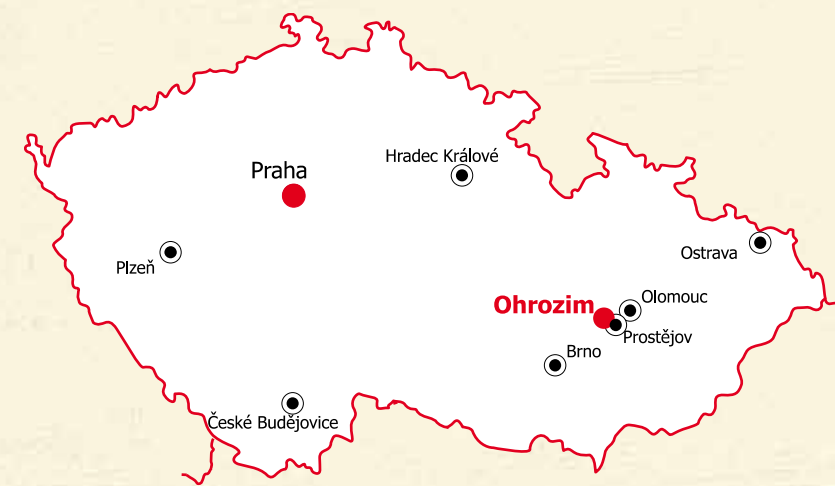 Hradec Králové
Praha
Ostrava
Plzeň
Olomouc
Ohrozim
Prostějov
Brno
České Budějovice